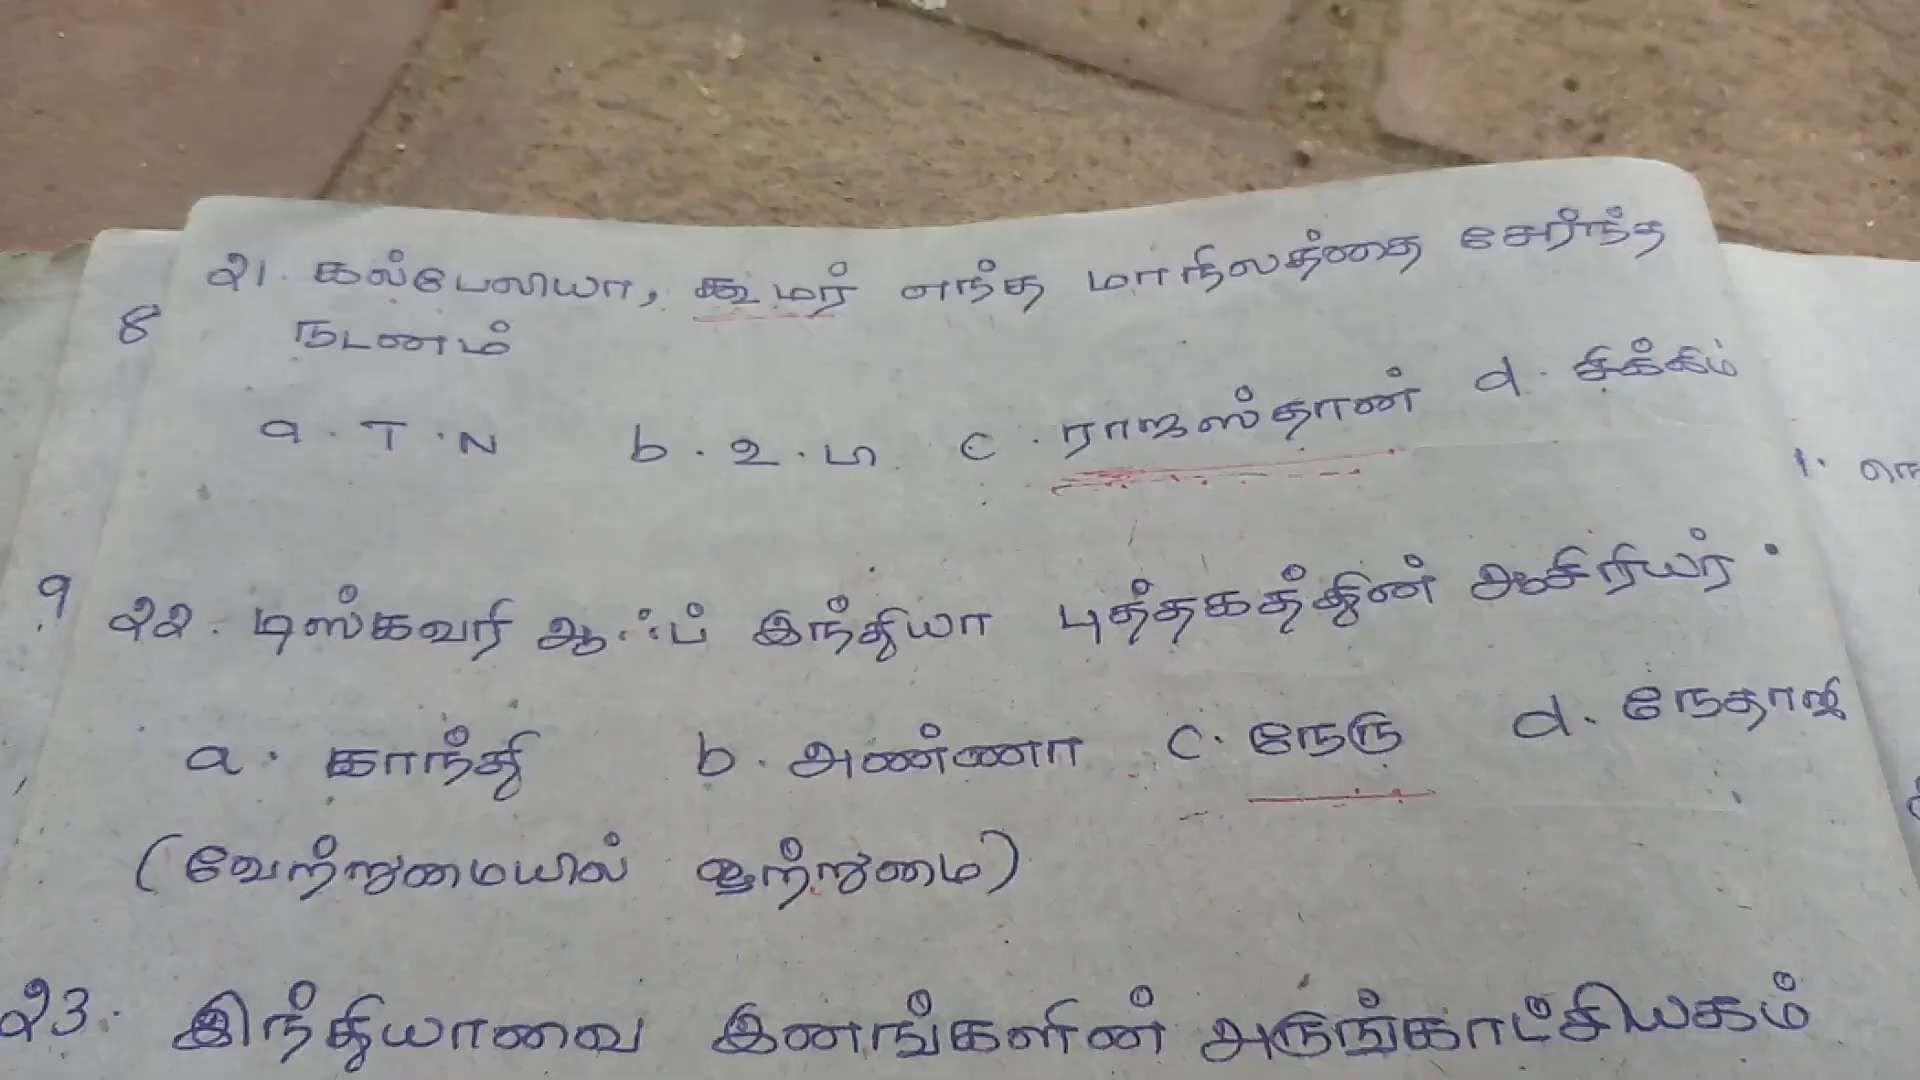 21. கல்பேலியா, கூமர் எந்த மாநிலத்தை சேர்ந்த
8 நடனம்
a. T.N b. உ.பி c. ராஜஸ்தான் d. சிக்கிம்
9 22. டிஸ்கவரி ஆஃப் இந்தியா புத்தகத்தின் ஆசிரியர்
a. காந்தி b. அண்ணா c. நேரு d. நேதாஜி
(வேற்றுமையில் ஒற்றுமை)
23. இந்தியாவை இனங்களின் அருங்காட்சியகம்
1.